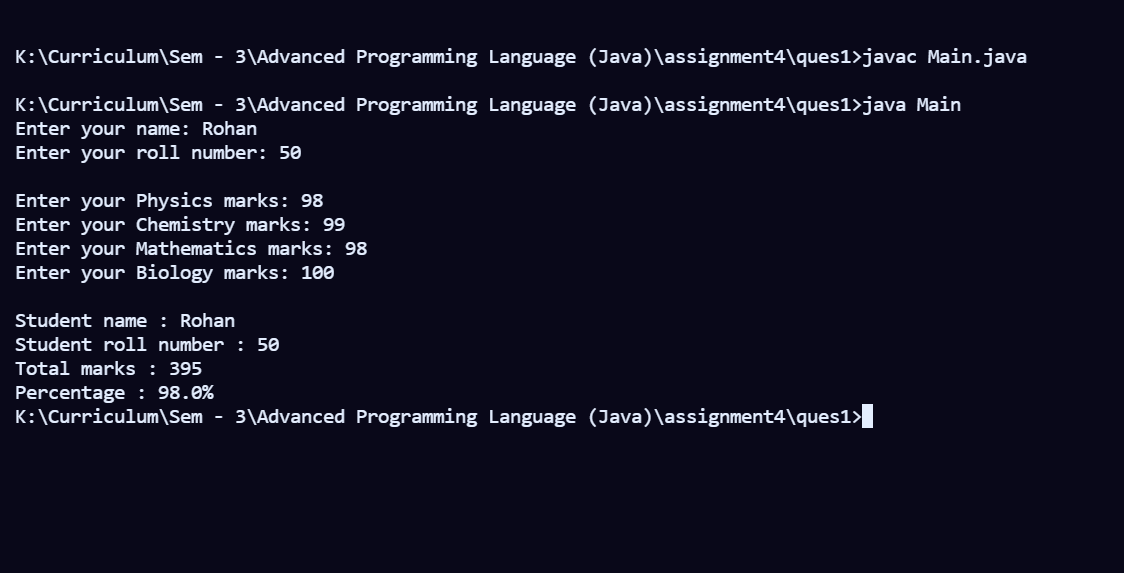 K:\Curriculum\Sem - 3\Advanced Programming Language (Java)\assignment4\ques1>javac Main.java
K:\Curriculum\Sem - 3\Advanced Programming Language (Java)\assignment4\ques1>java Main
Enter your name: Rohan
Enter your roll number: 50
Enter your Physics marks: 98
Enter your Chemistry marks: 99
Enter your Mathematics marks: 98
Enter your Biology marks: 100
Student name : Rohan
Student roll number : 50
Total marks : 395
Percentage : 98.0%
K:\Curriculum\Sem - 3\Advanced Programming Language (Java)\assignment4\ques1>